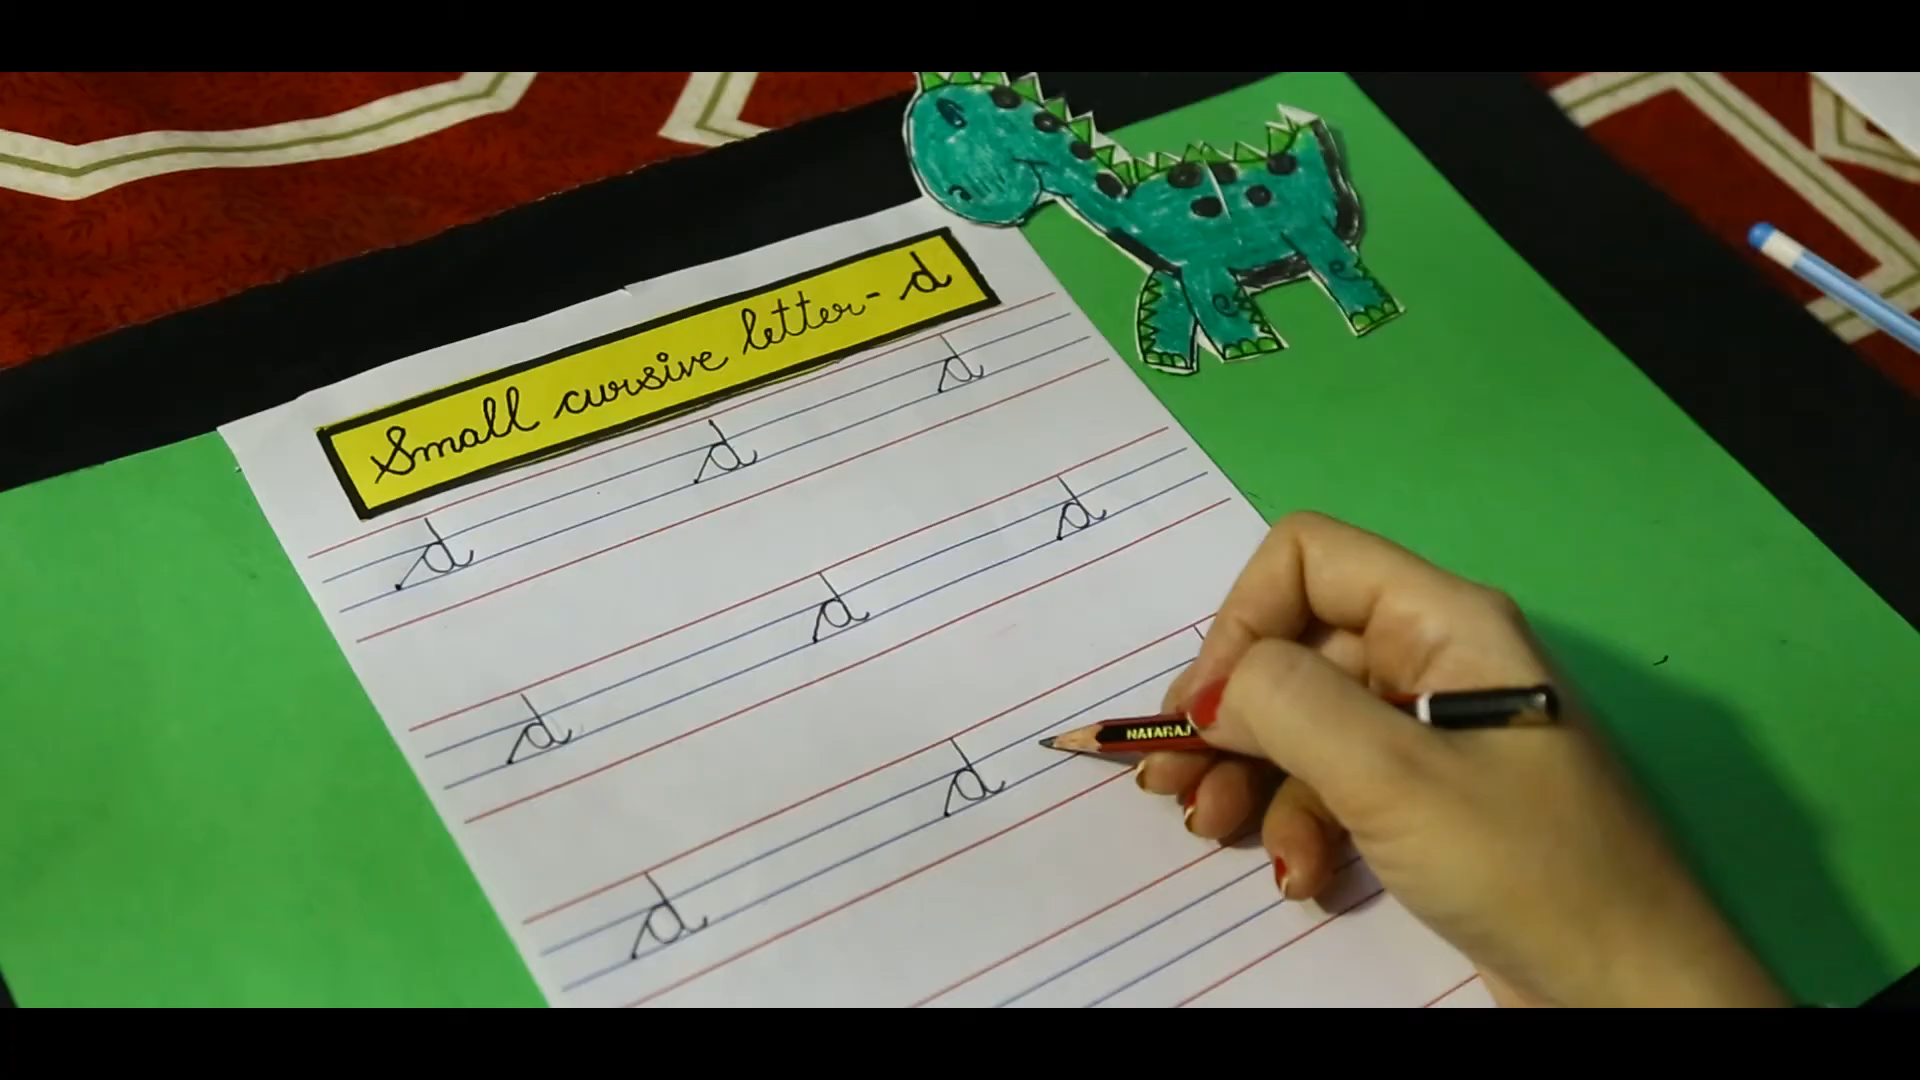 Small cursive letter- d
d d d
d d d
d d
NATARAJ